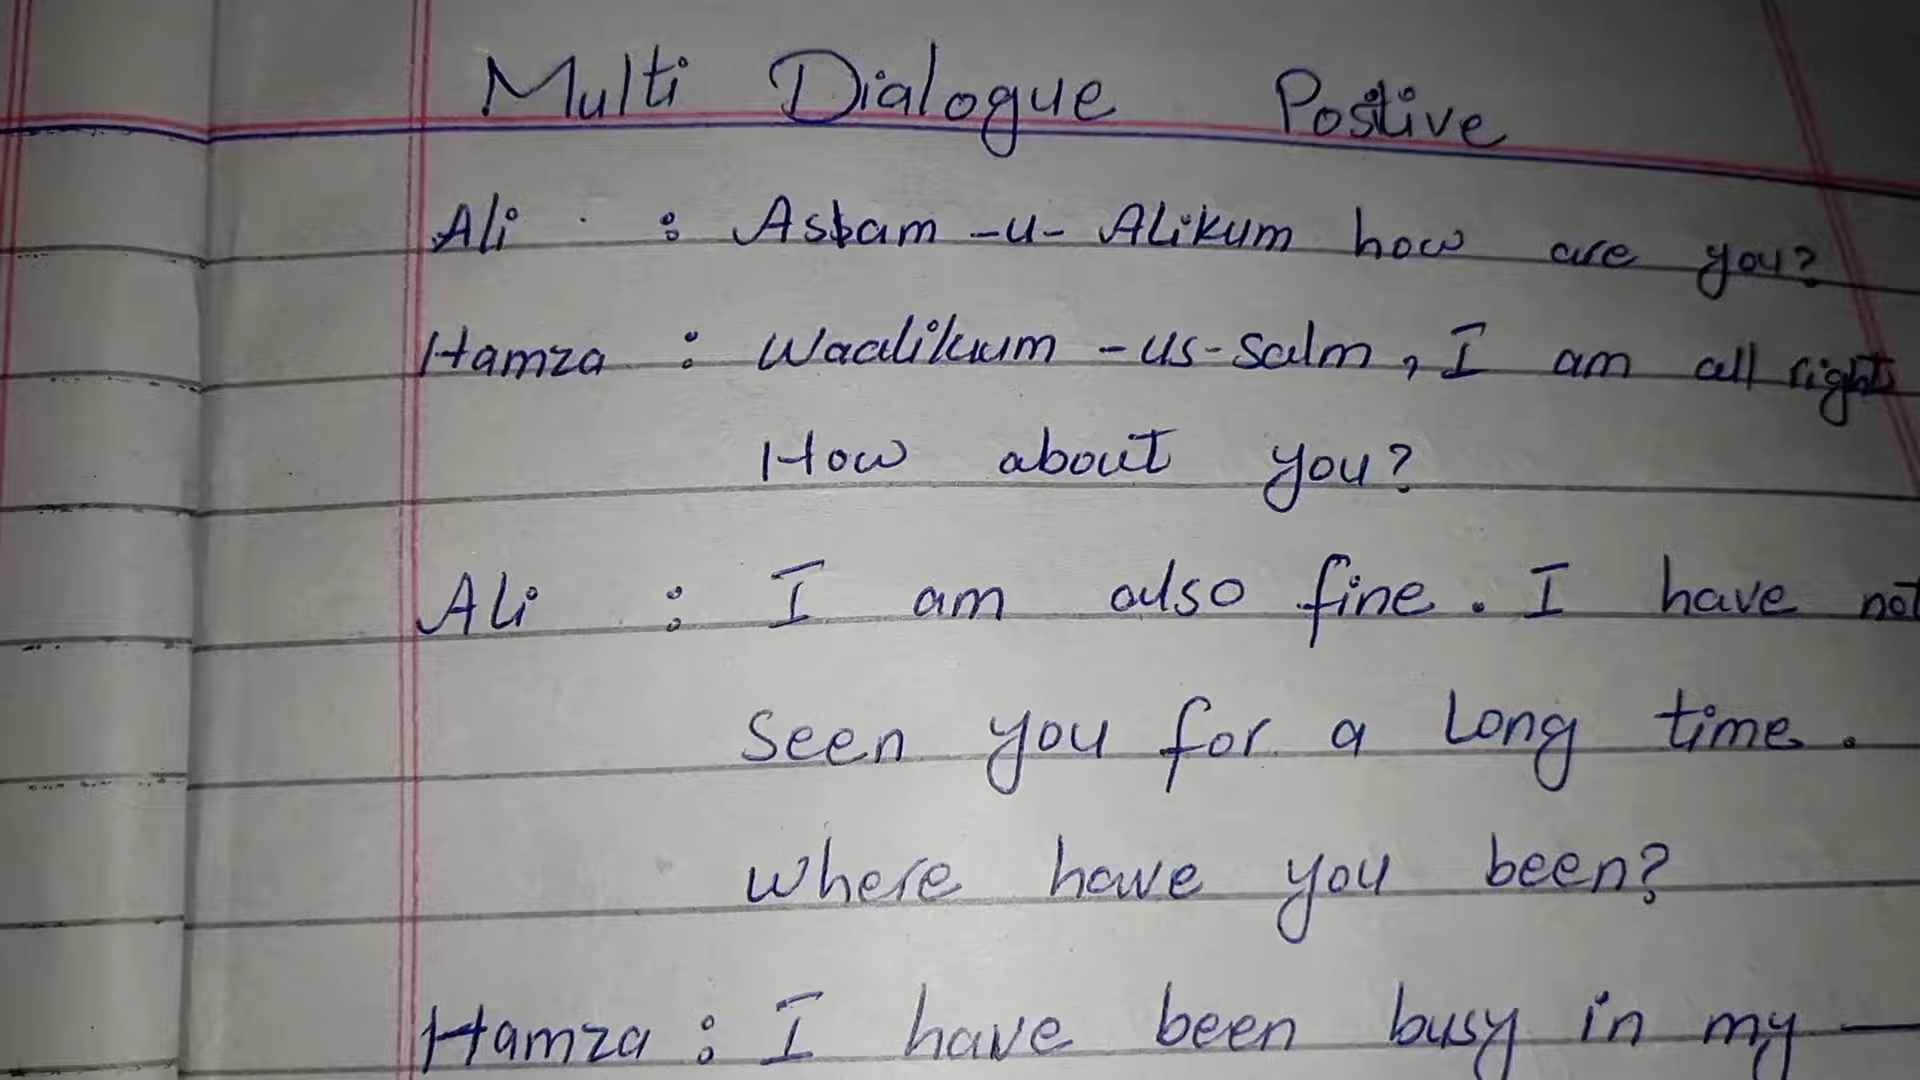 Multi Dialogue Postive
Ali : Aslam -u- Alikum how are you?
Hamza : Waalikum -us-salm, I am all right
How about you?
Ali : I am also fine. I have not
seen you for a long time.
where have you been?
Hamza : I have been busy in my —